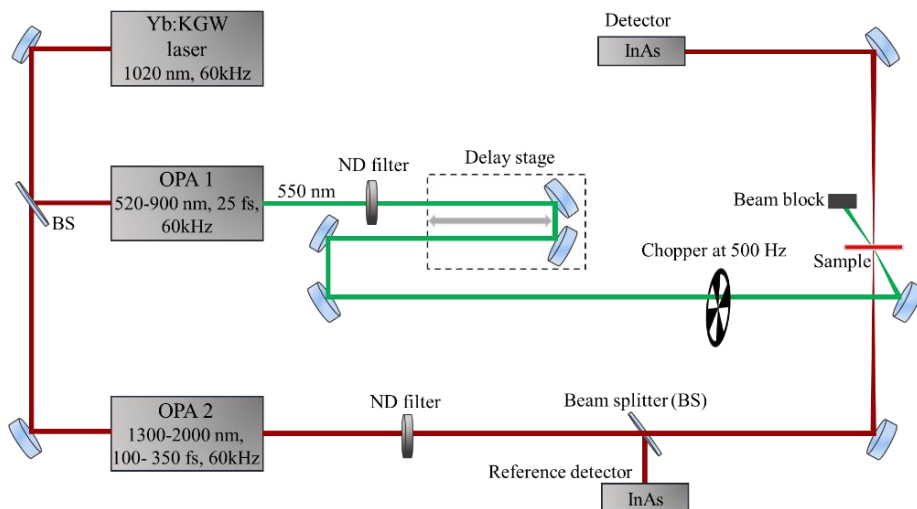 Yb:KGW
laser
1020 nm, 60kHz
Detector
InAs
OPA 1
520-900 nm, 25 fs,
60kHz
550 nm
ND filter
Delay stage
BS
Beam block
Sample
Chopper at 500 Hz
OPA 2
1300-2000 nm,
100- 350 fs, 60kHz
ND filter
Beam splitter (BS)
Reference detector
InAs